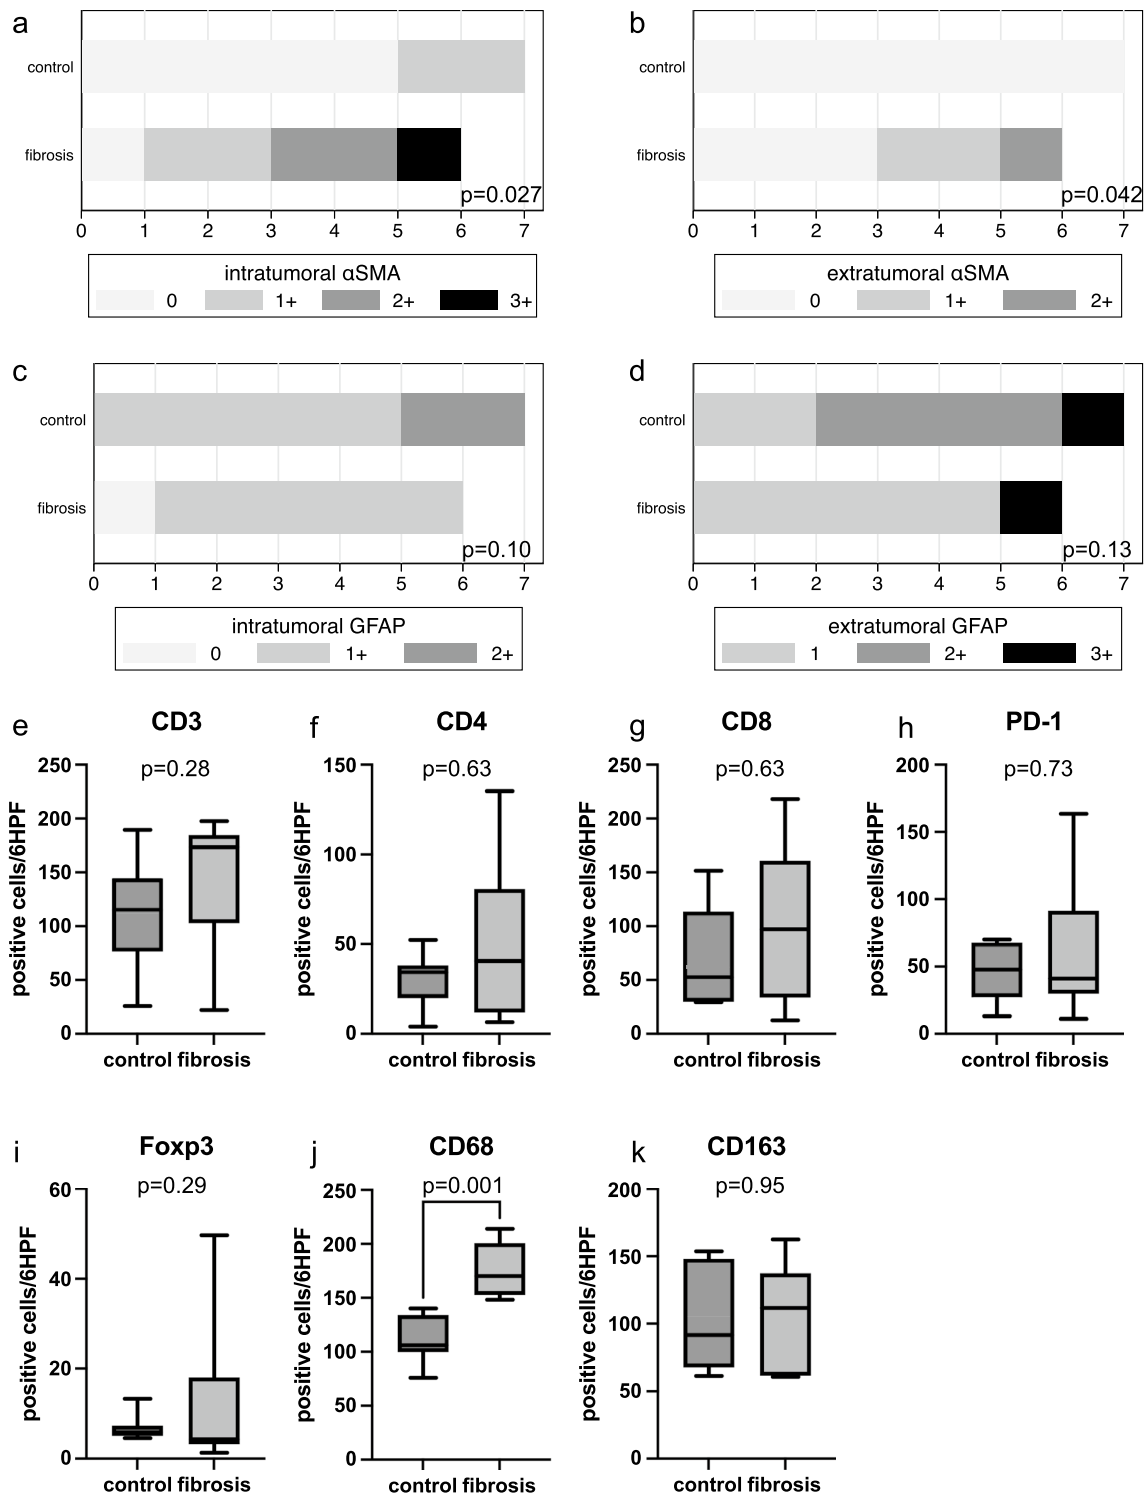 a
control
fibrosis
p=0.027
0 1 2 3 4 5 6 7
intratumoral αSMA
0 1+ 2+ 3+
b
control
fibrosis
p=0.042
0 1 2 3 4 5 6 7
extratumoral αSMA
0 1+ 2+
c
control
fibrosis
p=0.10
0 1 2 3 4 5 6 7
intratumoral GFAP
0 1+ 2+
d
control
fibrosis
p=0.13
0 1 2 3 4 5 6 7
extratumoral GFAP
1 2+ 3+
e
CD3
p=0.28
positive cells/6HPF
250
200
150
100
50
0
control fibrosis
f
CD4
p=0.63
positive cells/6HPF
150
100
50
0
control fibrosis
g
CD8
p=0.63
positive cells/6HPF
250
200
150
100
50
0
control fibrosis
h
PD-1
p=0.73
positive cells/6HPF
200
150
100
50
0
control fibrosis
i
Foxp3
p=0.29
positive cells/6HPF
60
40
20
0
control fibrosis
j
CD68
p=0.001
positive cells/6HPF
250
200
150
100
50
0
control fibrosis
k
CD163
p=0.95
positive cells/6HPF
200
150
100
50
0
control fibrosis